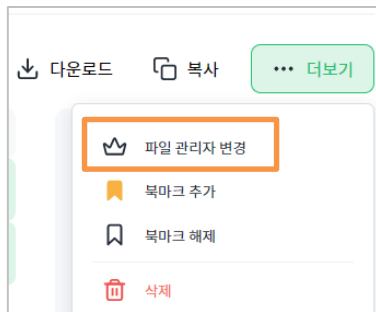 다운로드 복사 더보기
파일 관리자 변경
북마크 추가
북마크 해제
삭제